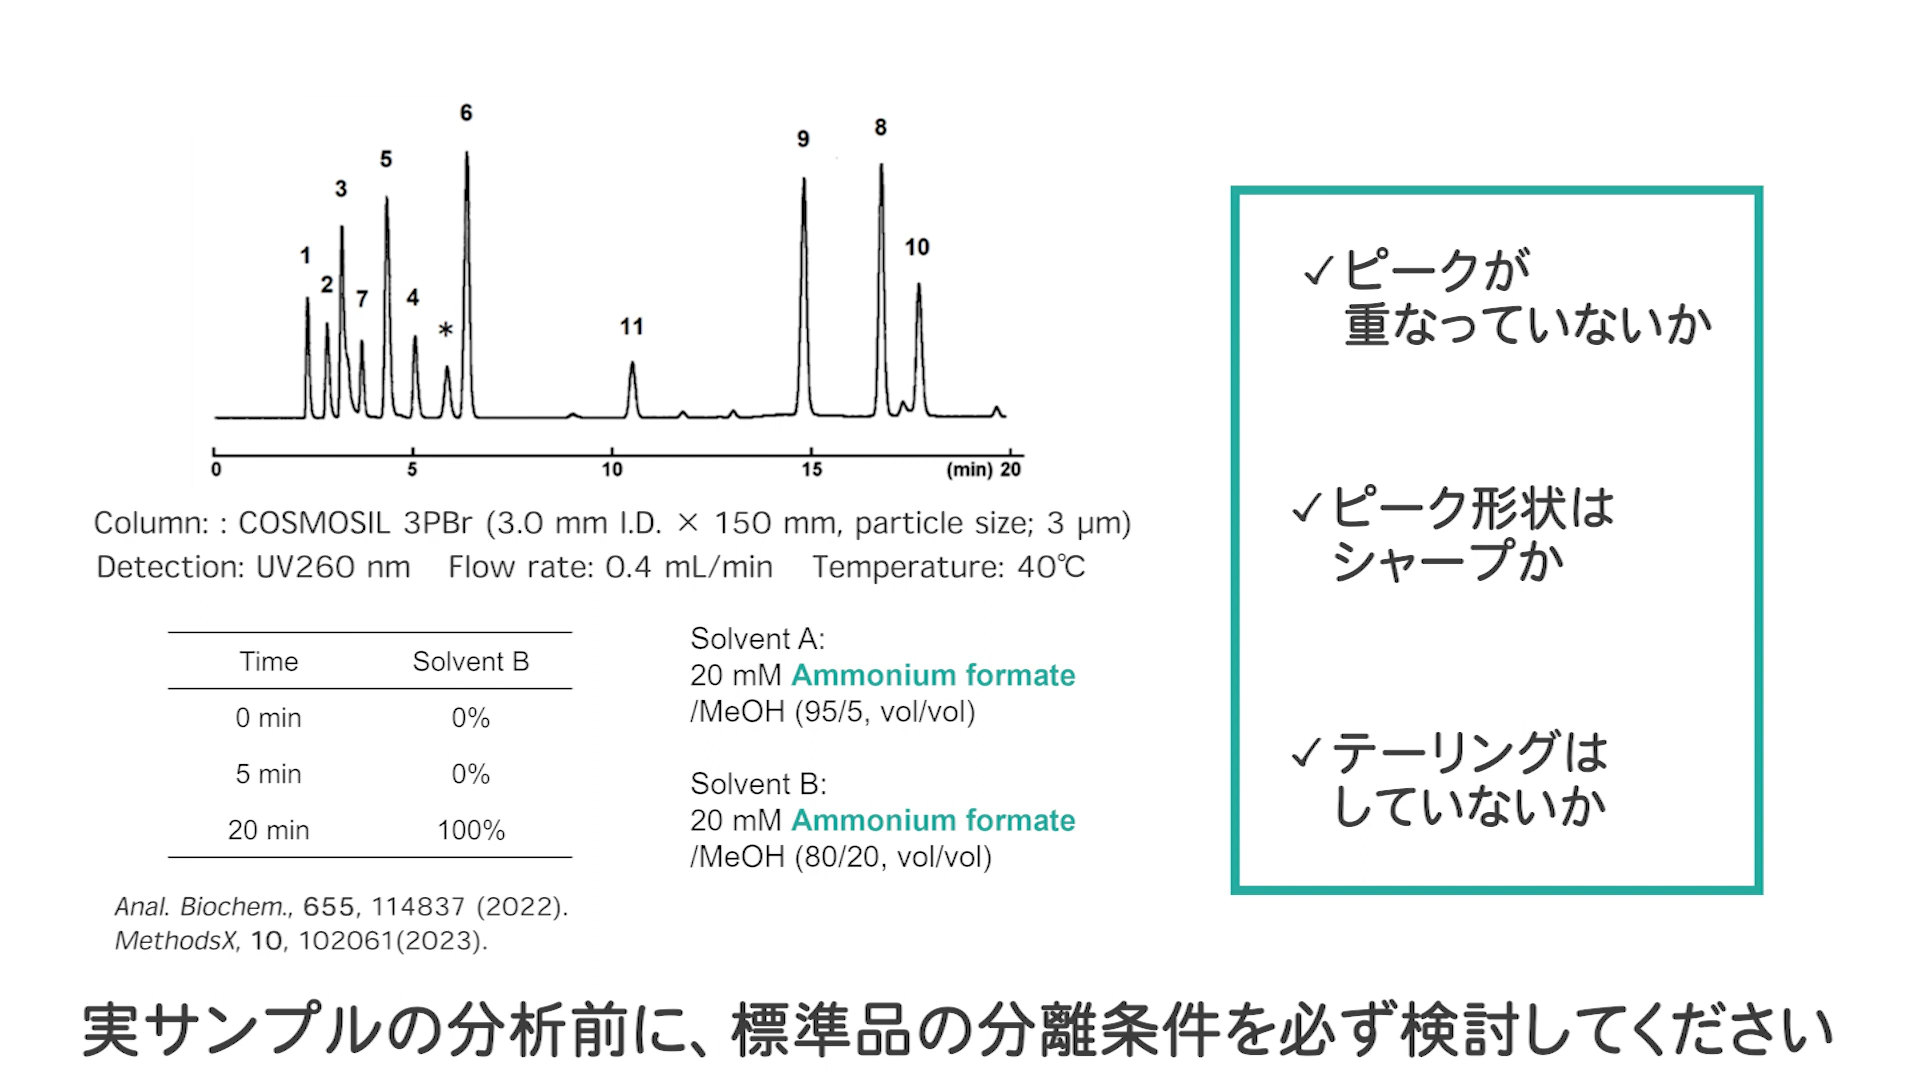 6
8
9
5
3
10
1
2
7
4
*
11
0 5 10 15 (min) 20
Column: : COSMOSIL 3PBr (3.0 mm I.D. × 150 mm, particle size; 3 μm)
Detection: UV260 nm Flow rate: 0.4 mL/min Temperature: 40℃
Time Solvent B
0 min 0%
5 min 0%
20 min 100%
Solvent A:
20 mM Ammonium formate
/MeOH (95/5, vol/vol)
Solvent B:
20 mM Ammonium formate
/MeOH (80/20, vol/vol)
Anal. Biochem., 655, 114837 (2022).
MethodsX, 10, 102061(2023).
✓ピークが
重なっていないか
✓ピーク形状は
シャープか
✓テーリングは
していないか
実サンプルの分析前に、標準品の分離条件を必ず検討してください